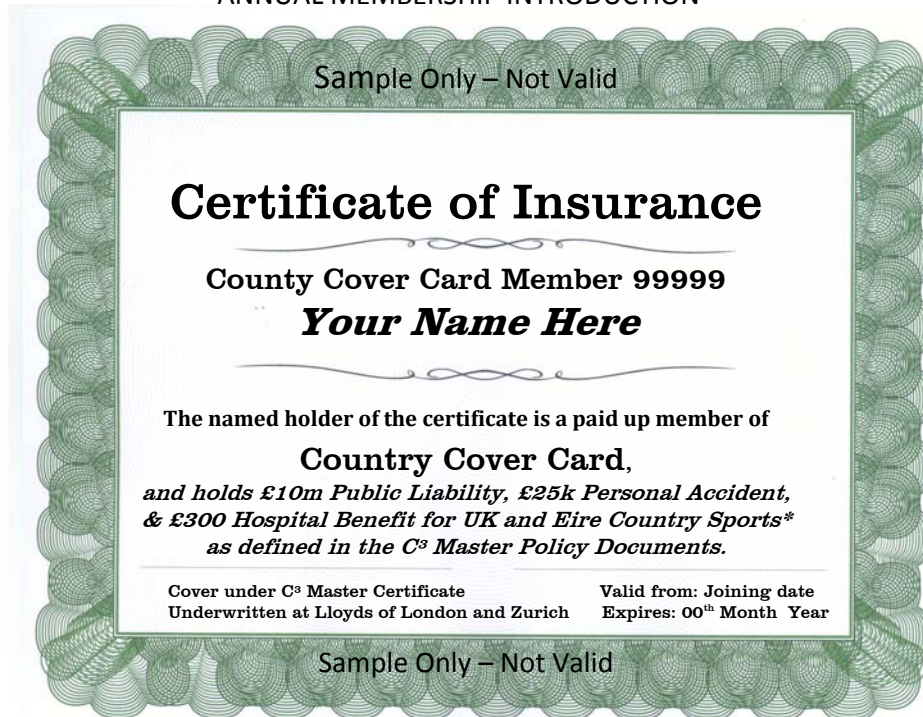 ANNUAL MEMBERSHIP INTRODUCTION
Sample Only – Not Valid
Certificate of Insurance
County Cover Card Member 99999
Your Name Here
The named holder of the certificate is a paid up member of
Country Cover Card,
and holds £10m Public Liability, £25k Personal Accident,
& £300 Hospital Benefit for UK and Eire Country Sports*
as defined in the C³ Master Policy Documents.
Cover under C³ Master Certificate Valid from: Joining date
Underwritten at Lloyds of London and Zurich Expires: 00th Month Year
Sample Only – Not Valid